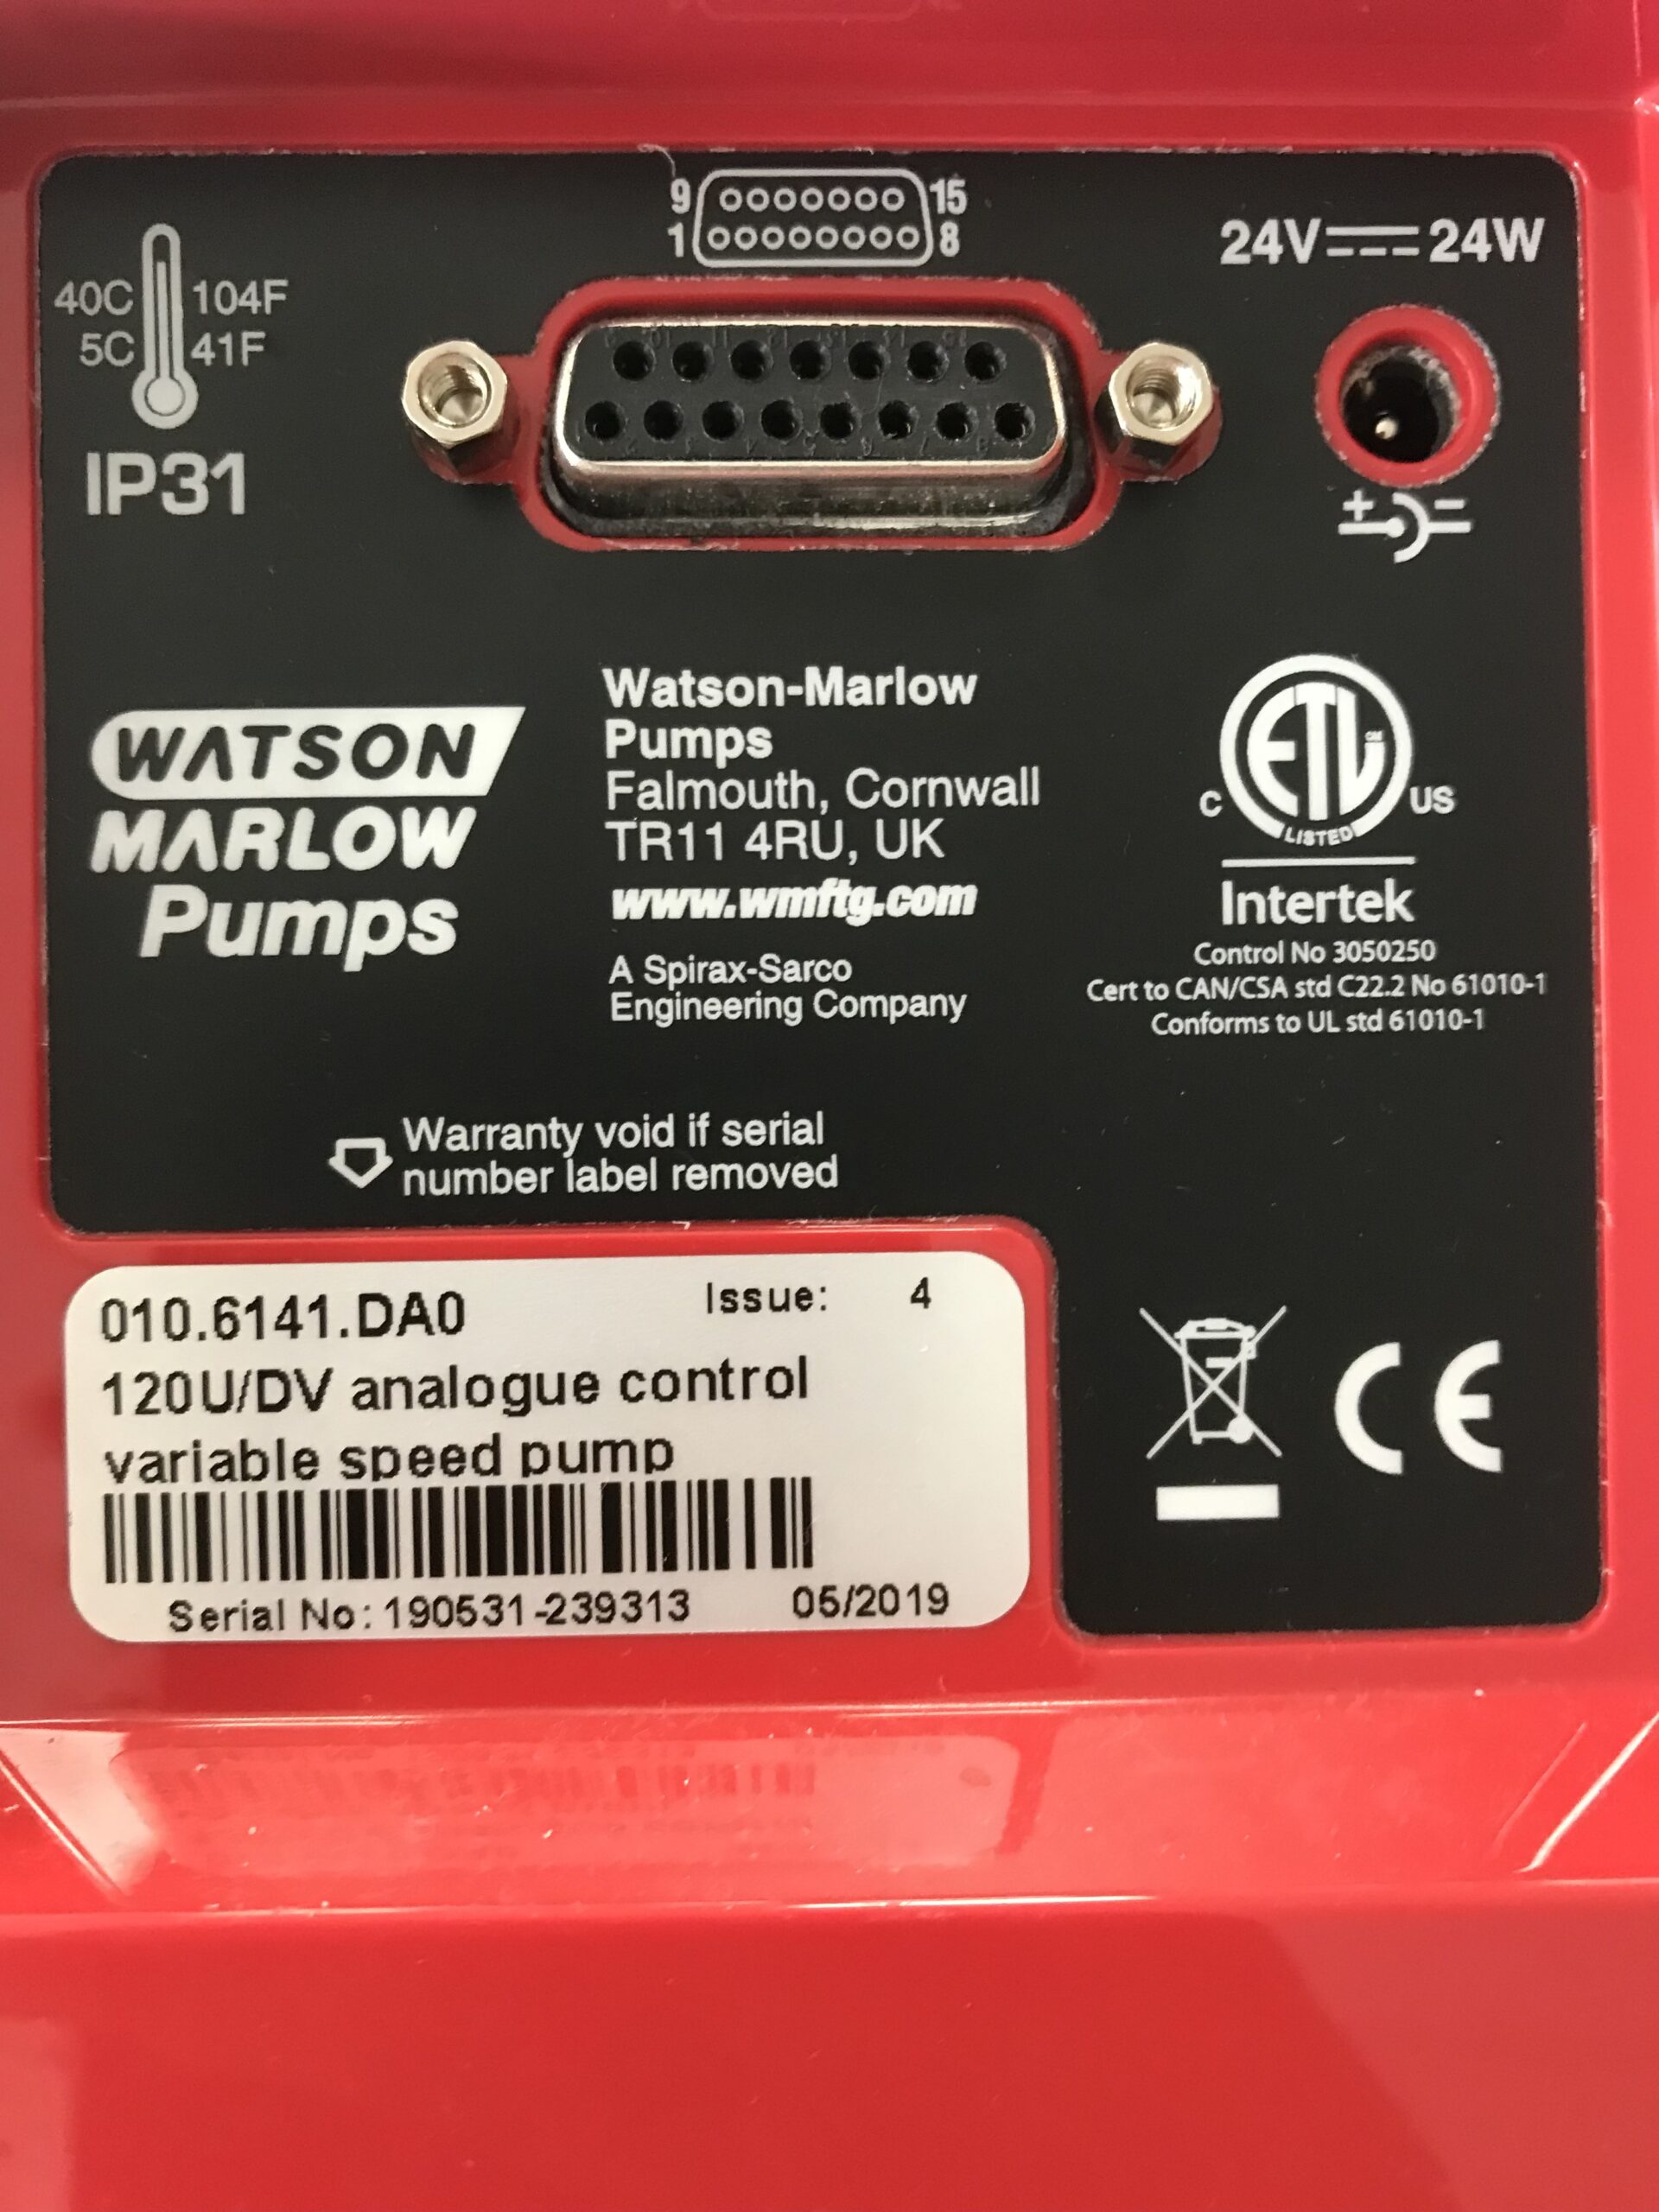 9 15
1 8
24V 24W
40C 104F
5C 41F
IP31
+ -
WATSON
MARLOW
Pumps
Watson-Marlow
Pumps
Falmouth, Cornwall
TR11 4RU, UK
www.wmftg.com
A Spirax-Sarco
Engineering Company
ETL
CM
C US
LISTED
Intertek
Control No 3050250
Cert to CAN/CSA std C22.2 No 61010-1
Conforms to UL std 61010-1
Warranty void if serial
number label removed
010.6141.DA0 Issue: 4
120U/DV analogue control
variable speed pump
Serial No: 190531-239313 05/2019
CE